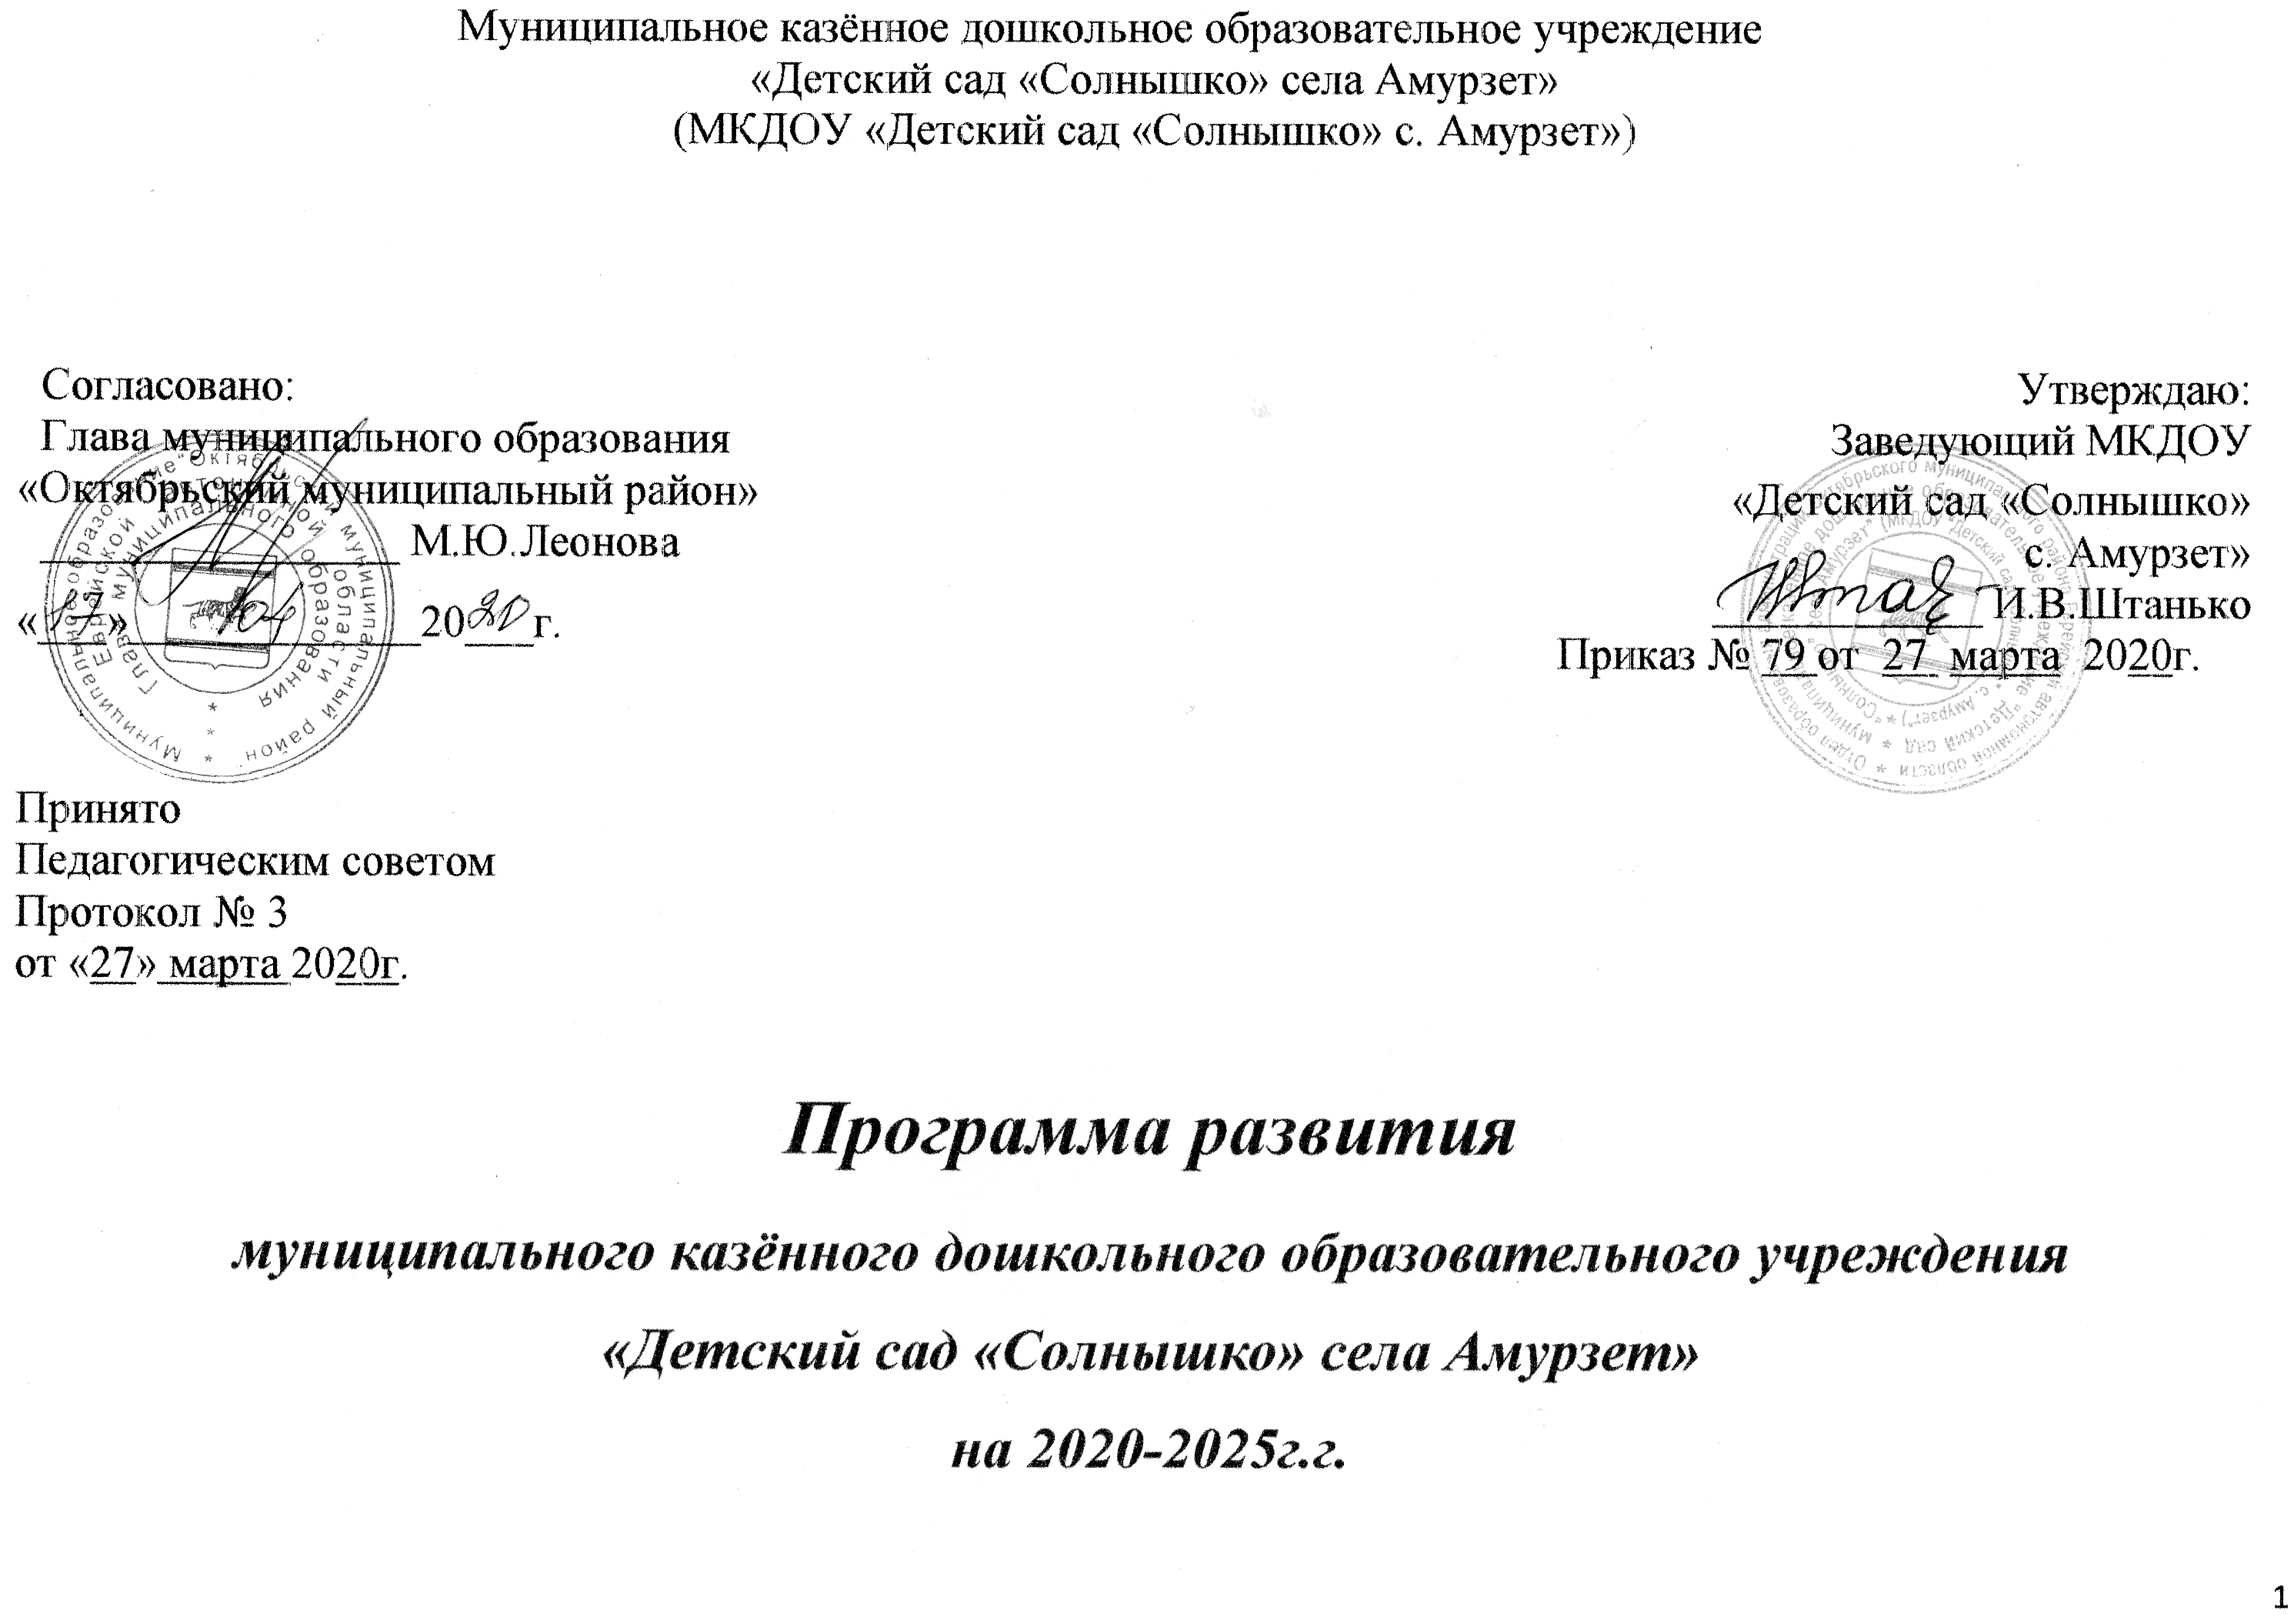 Муниципальное казённое дошкольное образовательное учреждение
«Детский сад «Солнышко» села Амурзет»
(МКДОУ «Детский сад «Солнышко» с. Амурзет»)
Согласовано:
Глава муниципального образования
«Октябрьский муниципальный район»
М.Ю.Леонова
« » 04 2020г.
Утверждаю:
Заведующий МКДОУ
«Детский сад «Солнышко»
с. Амурзет»
И.В.Штанько
Приказ № 79 от 27 марта 2020г.
Принято
Педагогическим советом
Протокол № 3
от «27» марта 2020г.
Программа развития
муниципального казённого дошкольного образовательного учреждения
«Детский сад «Солнышко» села Амурзет»
на 2020-2025г.г.
1